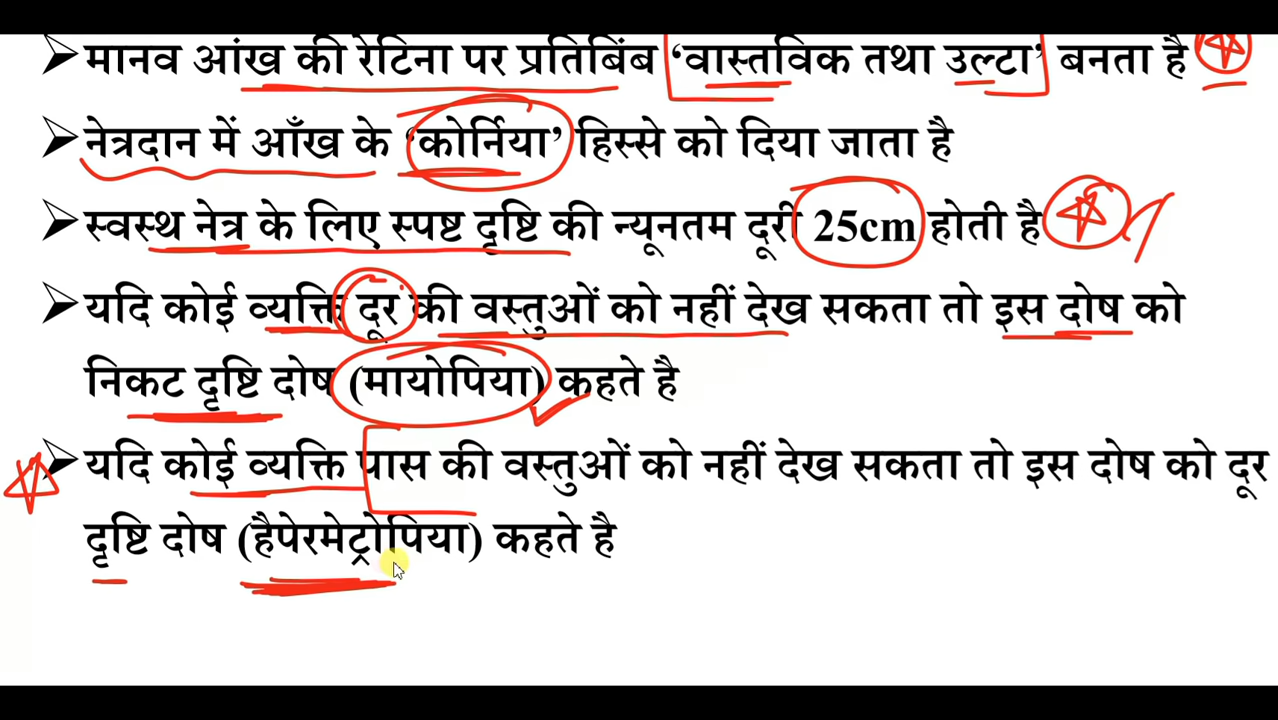 ➢ मानव आंख की रेटिना पर प्रतिबिंब ‘वास्तविक तथा उल्टा’ बनता है
➢ नेत्रदान में आँख के ‘कोर्निया’ हिस्से को दिया जाता है
➢ स्वस्थ नेत्र के लिए स्पष्ट दृष्टि की न्यूनतम दूरी 25cm होती है
➢ यदि कोई व्यक्ति दूर की वस्तुओं को नहीं देख सकता तो इस दोष को
निकट दृष्टि दोष (मायोपिया) कहते है
➢ यदि कोई व्यक्ति पास की वस्तुओं को नहीं देख सकता तो इस दोष को दूर
दृष्टि दोष (हैपेरमेट्रोपिया) कहते है